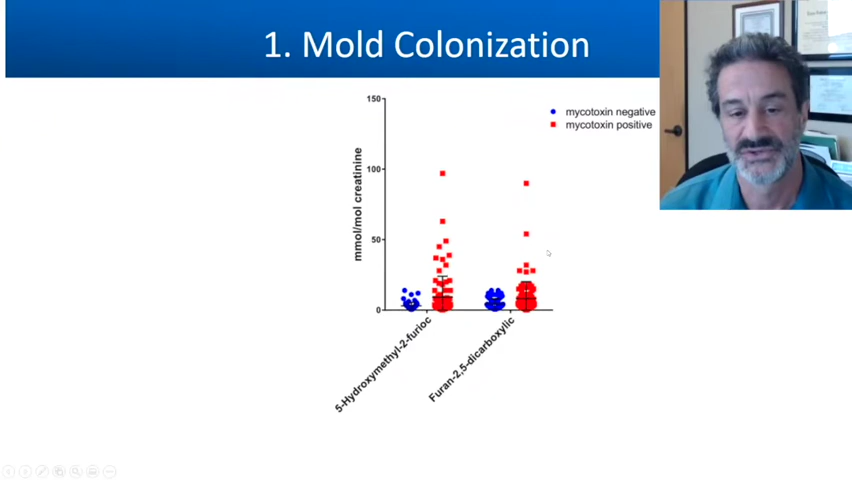 1. Mold Colonization
150
100
50
0
mmol/mol creatinine
mycotoxin negative
mycotoxin positive
5-Hydroxymethyl-2-furioc
Furan-2,5-dicarboxylic